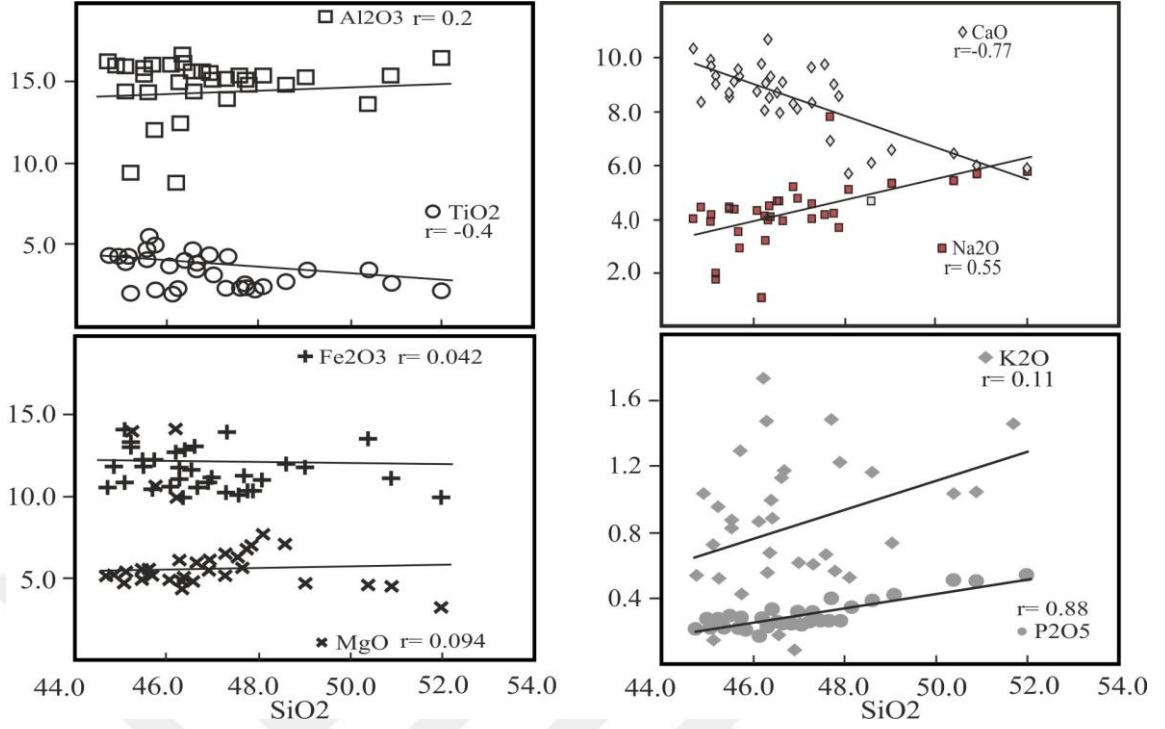 Al2O3 r= 0.2
15.0
10.0
TiO2
r= -0.4
5.0
CaO
r=-0.77
10.0
8.0
6.0
4.0
Na2O
r= 0.55
2.0
Fe2O3 r= 0.042
15.0
10.0
5.0
MgO r= 0.094
44.0 46.0 48.0 50.0 52.0 54.0
SiO2
K2O
r= 0.11
1.6
1.2
0.8
0.4
r= 0.88
P2O5
44.0 46.0 48.0 50.0 52.0 54.0
SiO2